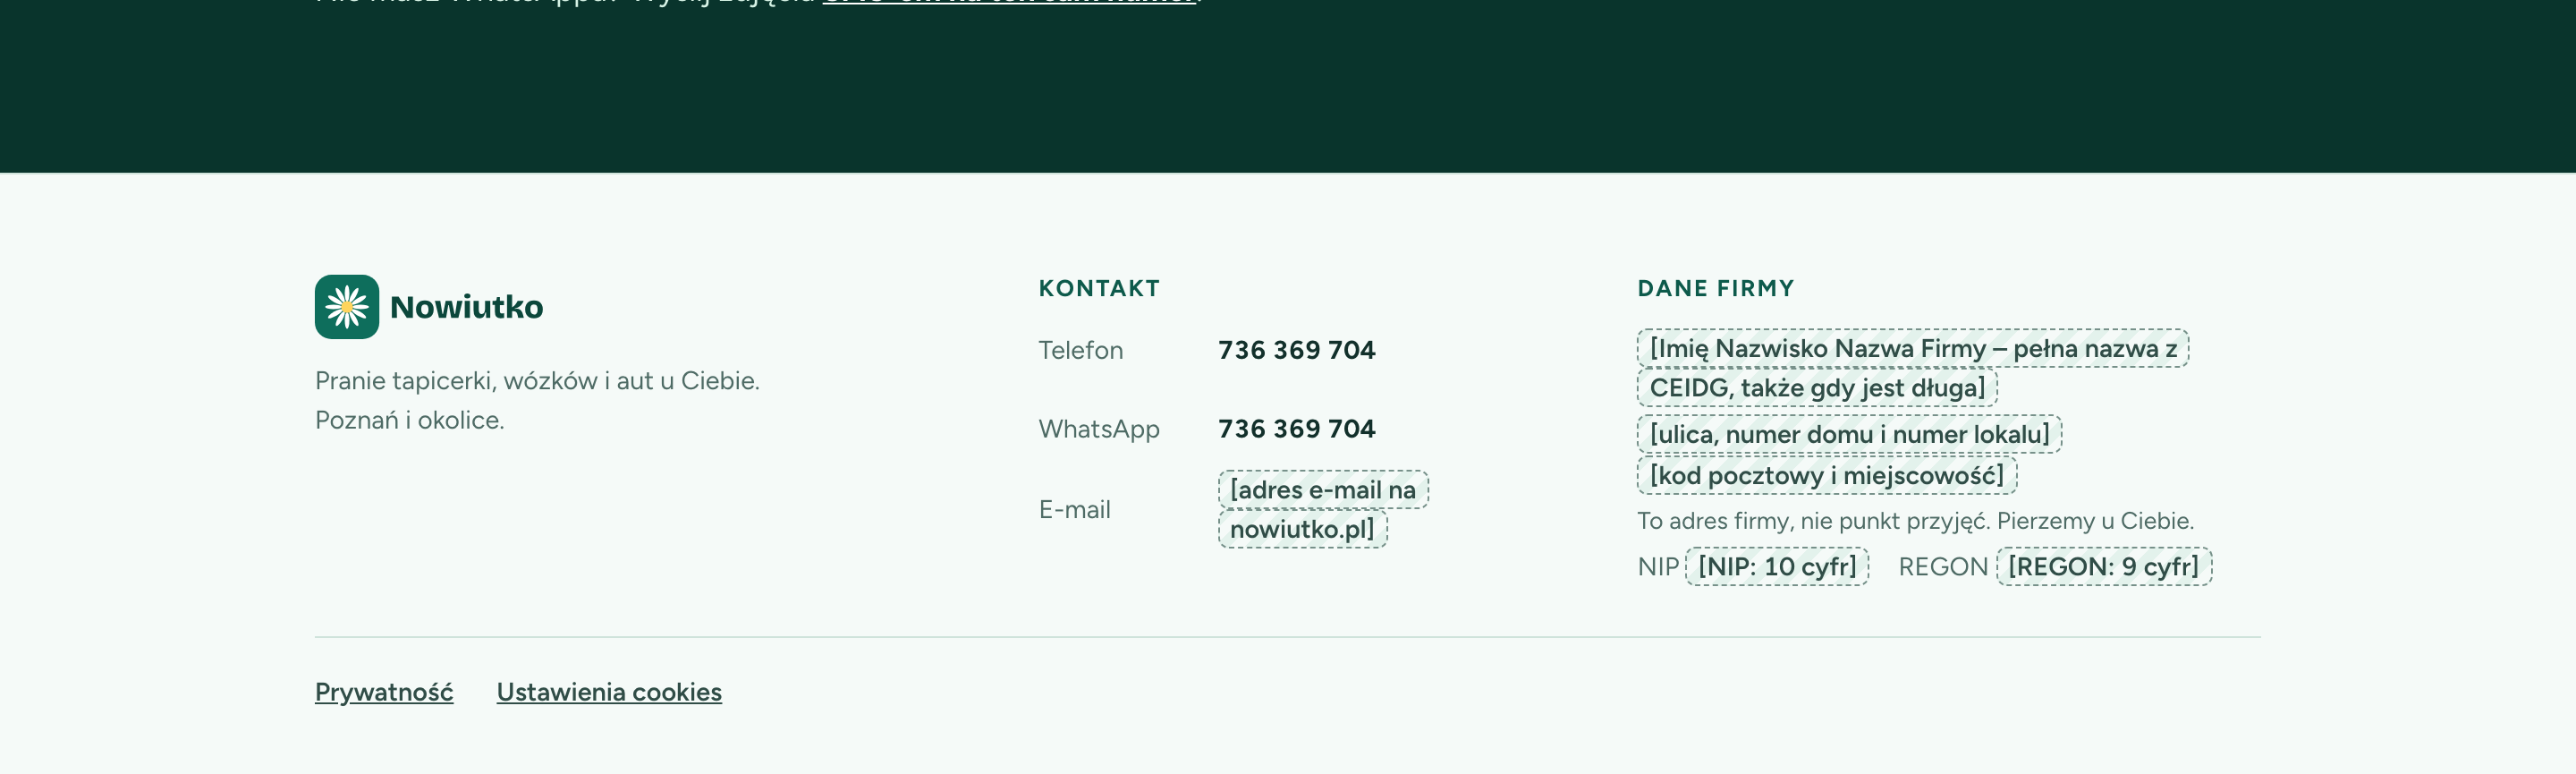 Nowiutko
Pranie tapicerki, wózków i aut u Ciebie.
Poznań i okolice.
KONTAKT
Telefon 736 369 704
WhatsApp 736 369 704
E-mail [adres e-mail na
nowiutko.pl]
DANE FIRMY
[Imię Nazwisko Nazwa Firmy – pełna nazwa z
CEIDG, także gdy jest długa]
[ulica, numer domu i numer lokalu]
[kod pocztowy i miejscowość]
To adres firmy, nie punkt przyjęć. Pierzemy u Ciebie.
NIP [NIP: 10 cyfr] REGON [REGON: 9 cyfr]
Prywatność Ustawienia cookies